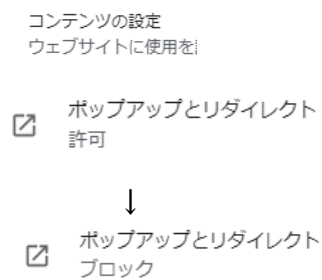 コンテンツの設定
ウェブサイトに使用を
ポップアップとリダイレクト
許可
↓
ポップアップとリダイレクト
ブロック